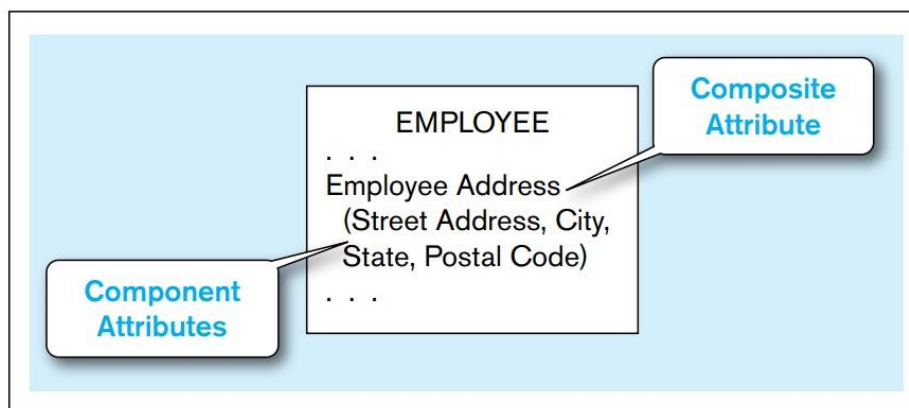 Composite
Attribute
EMPLOYEE
. . .
Employee Address
(Street Address, City,
State, Postal Code)
. . .
Component
Attributes